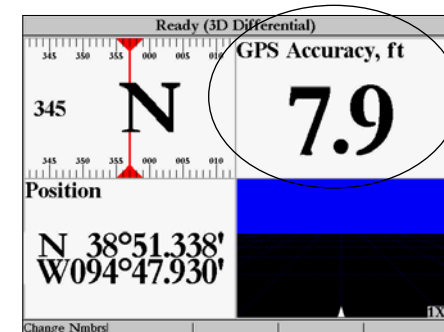 Ready (3D Differential)
345 350 355 000 005 010
345 N
345 350 355 000 005 010
GPS Accuracy, ft
7.9
Position
N 38°51.338'
W094°47.930'
1X
Change Nmbrs